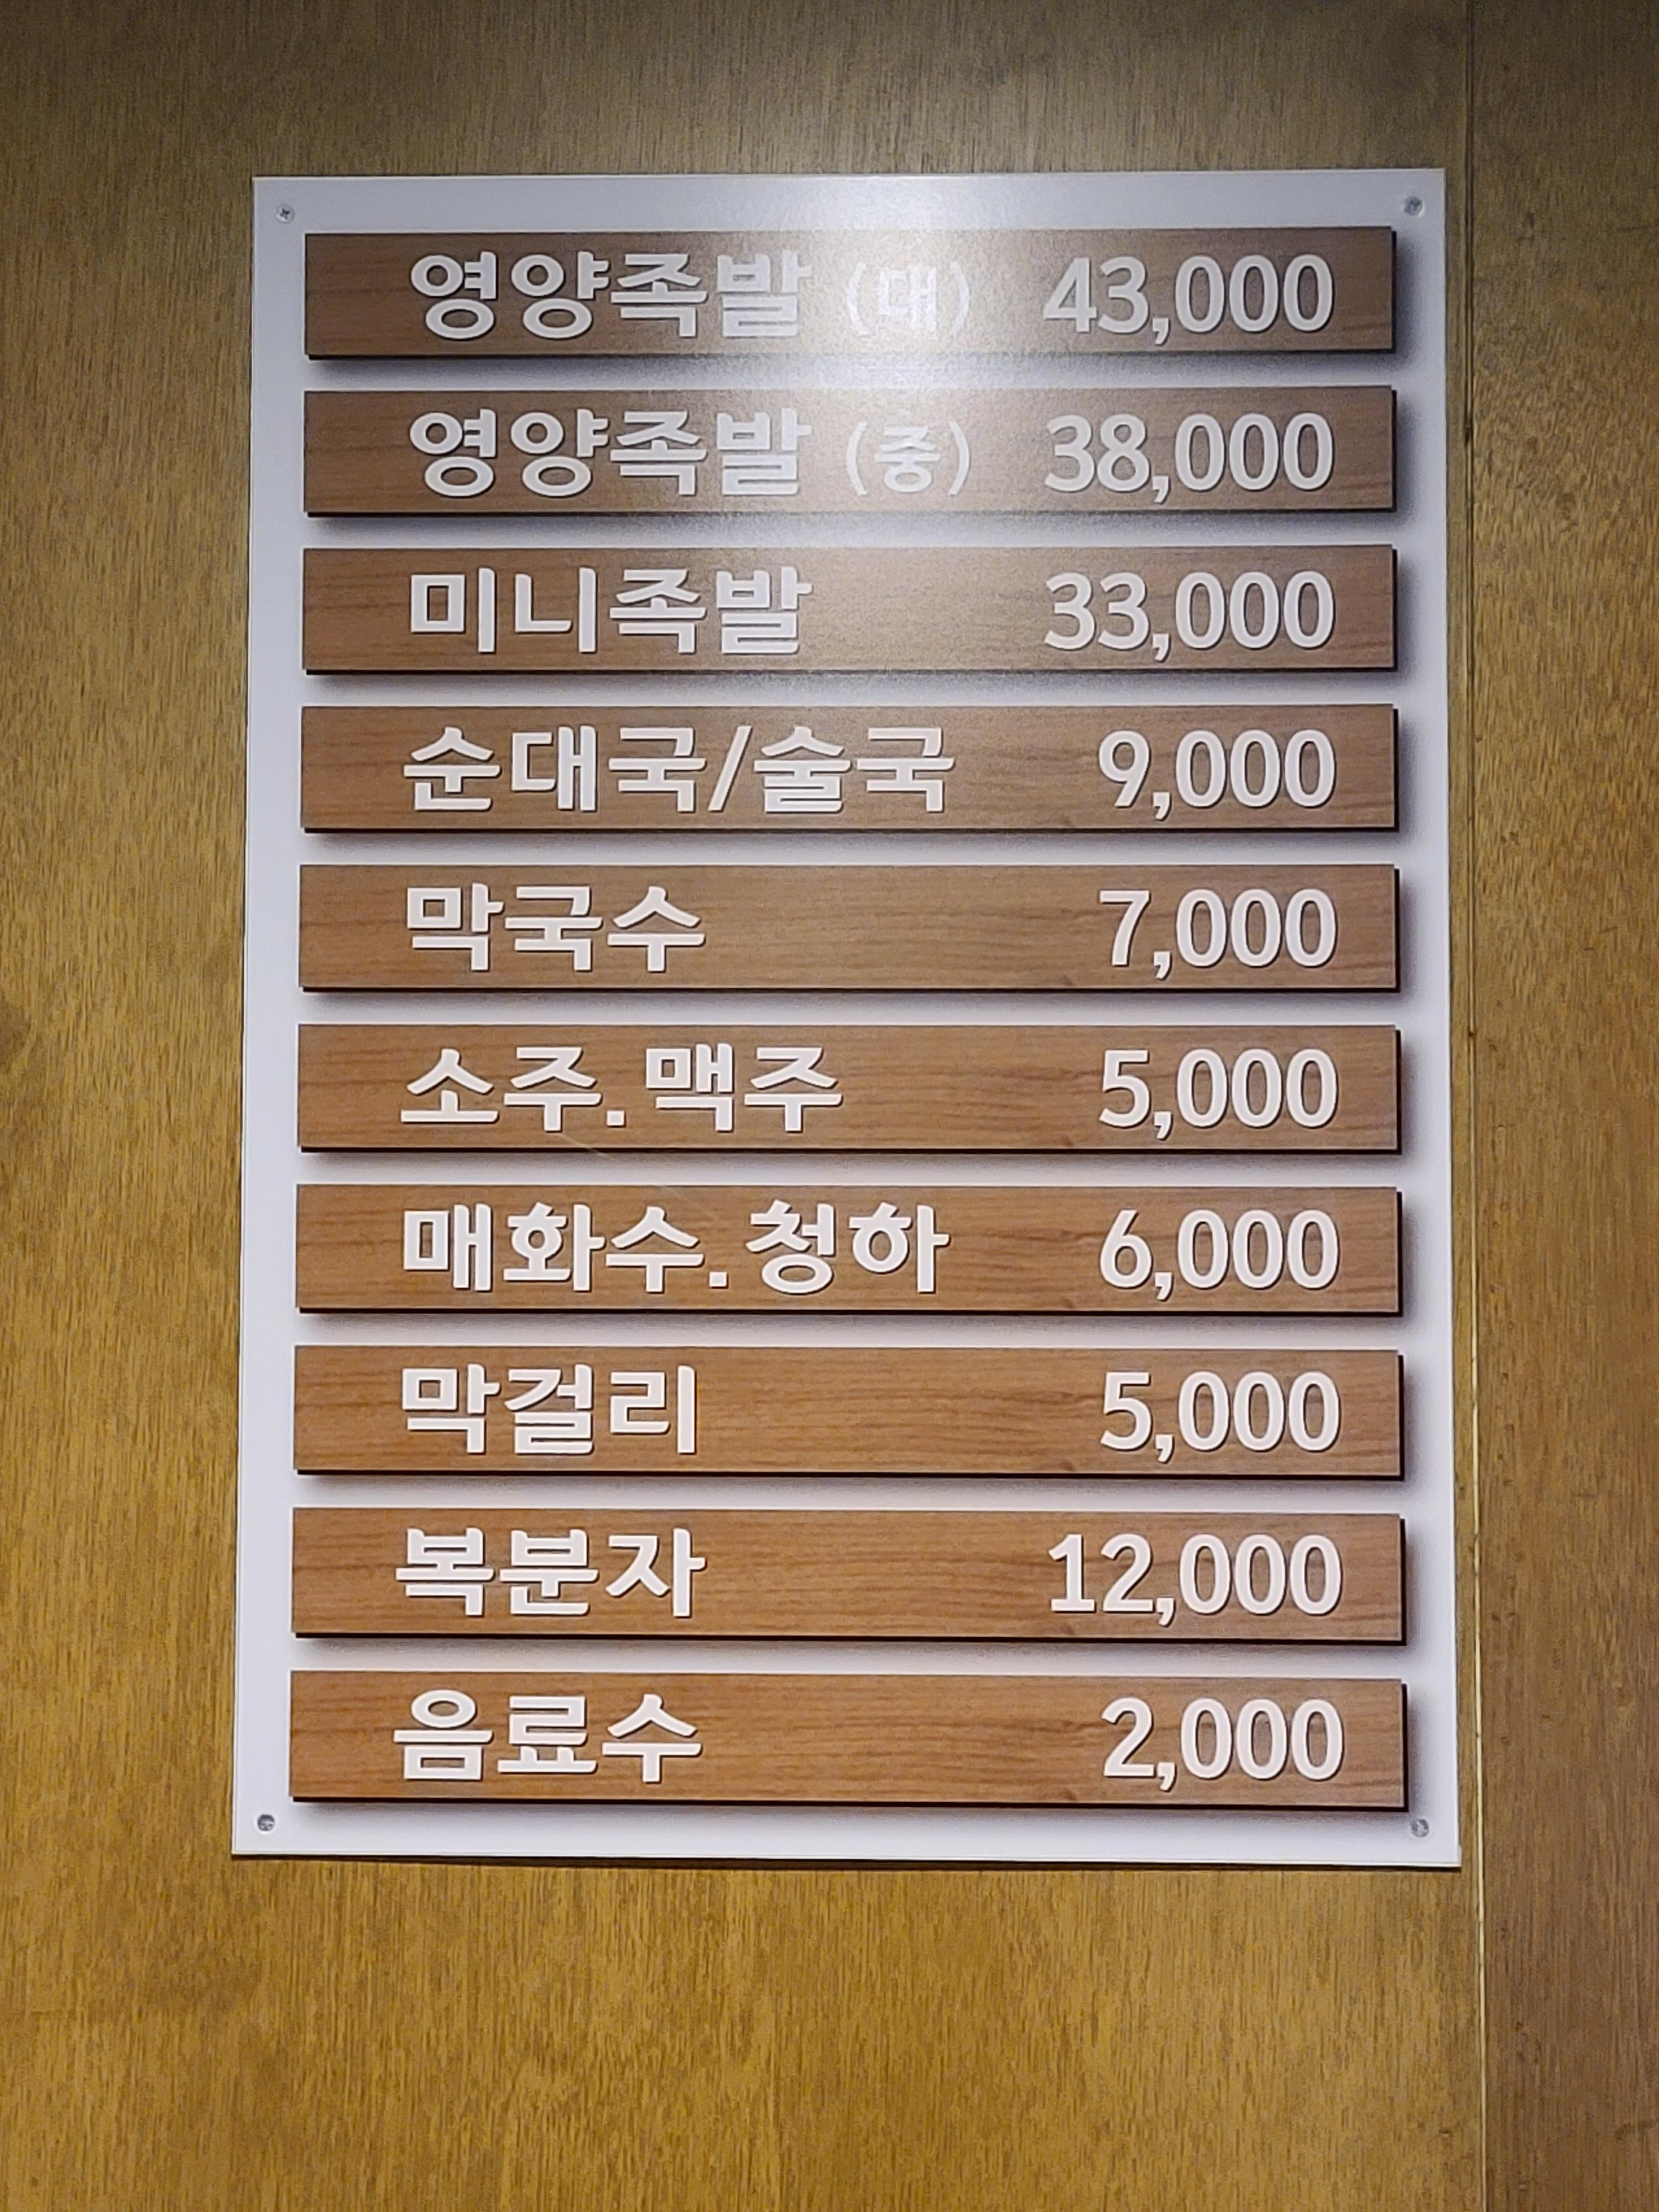 영양족발 (대) 43,000
영양족발 (중) 38,000
미니족발 33,000
순대국/술국 9,000
막국수 7,000
소주.맥주 5,000
매화수.청하 6,000
막걸리 5,000
복분자 12,000
음료수 2,000